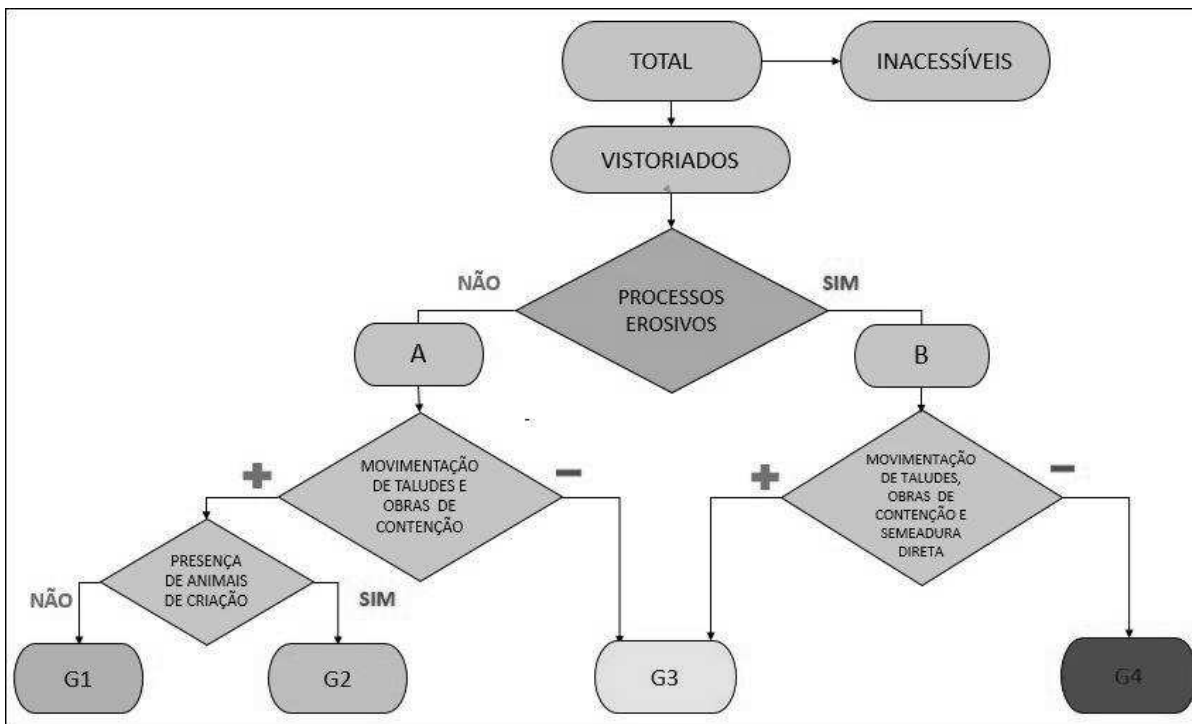 TOTAL
INACESSÍVEIS
VISTORIADOS
NÃO
SIM
PROCESSOS
EROSIVOS
A
B
MOVIMENTAÇÃO
DE TALUDES E
OBRAS DE
CONTENÇÃO
MOVIMENTAÇÃO
DE TALUDES,
OBRAS DE
CONTENÇÃO E
SEMEADURA
DIRETA
PRESENÇA
DE ANIMAIS
DE CRIAÇÃO
NÃO
SIM
G1
G2
G3
G4